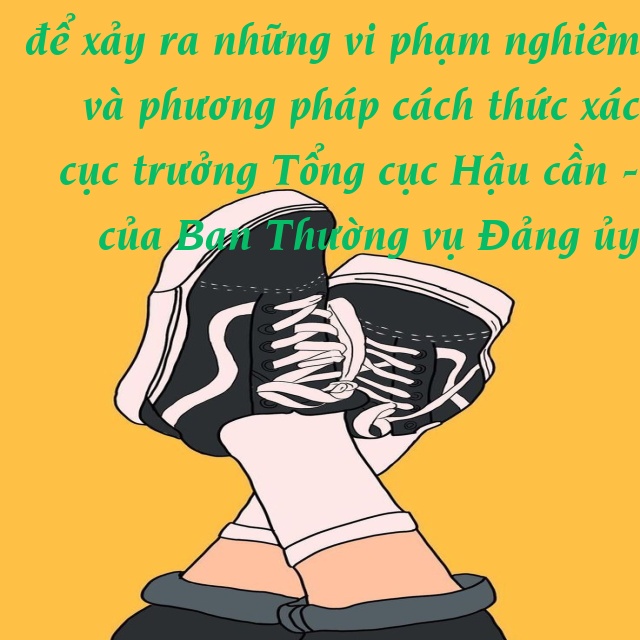 để xảy ra những vi phạm nghiêm
và phương pháp cách thức xác
cục trưởng Tổng cục Hậu cần -
của Ban Thường vụ Đảng ủy